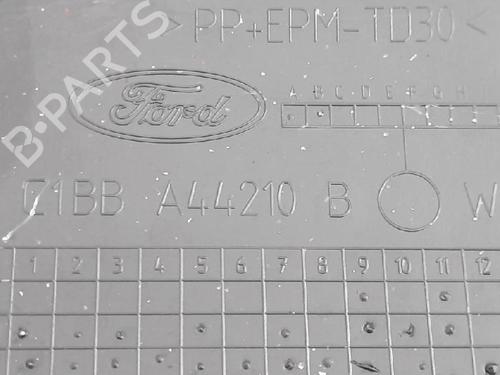 >PP+EPM-TD30<
B-PARTS
Ford
A B C D E F G H
C1BB A44210 B W
1 2 3 4 5 6 7 8 9 10 11 12